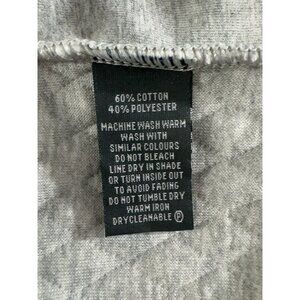 60% COTTON
40% POLYESTER
MACHINE WASH WARM
WASH WITH
SIMILAR COLOURS
DO NOT BLEACH
LINE DRY IN SHADE
OR TURN INSIDE OUT
TO AVOID FADING
DO NOT TUMBLE DRY
WARM IRON
DRYCLEANABLE Ⓟ